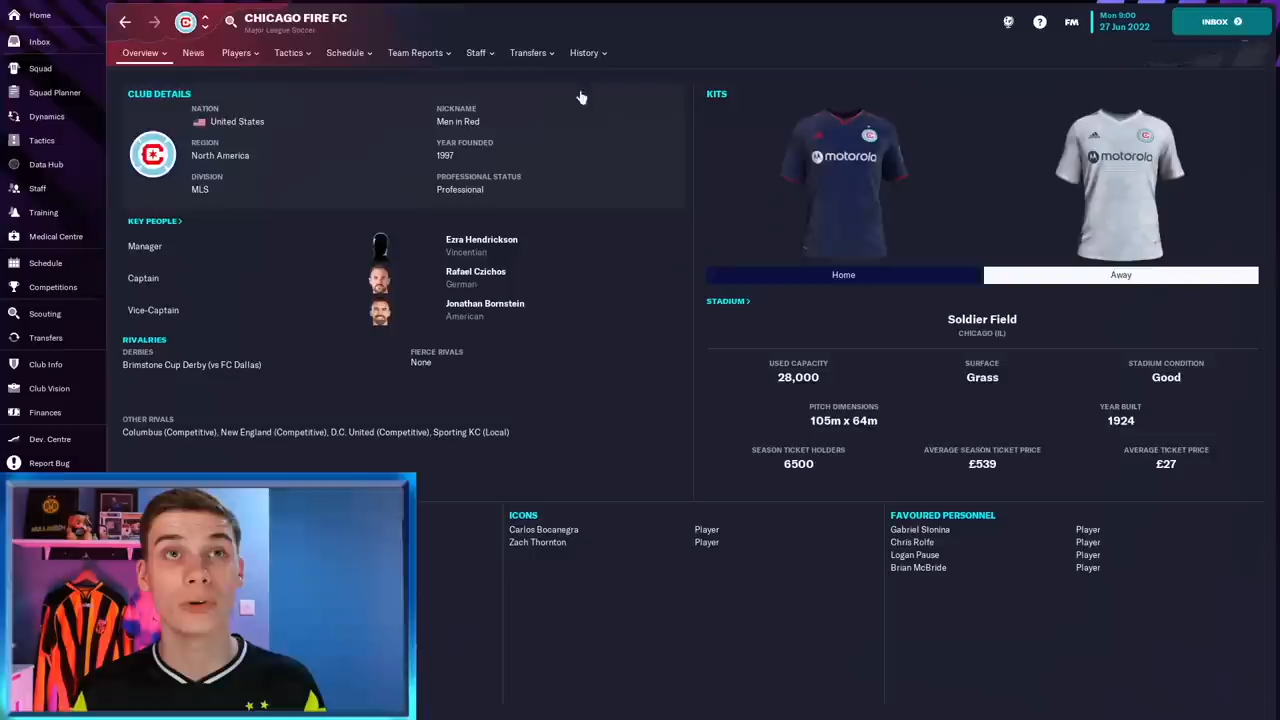 Home
CHICAGO FIRE FC
Major League Soccer
Mon 9:00
27 Jun 2022
FM
INBOX
Inbox
Overview
News
Players
Tactics
Schedule
Team Reports
Staff
Transfers
History
Squad
Squad Planner
Dynamics
Tactics
Data Hub
Staff
Training
Medical Centre
Schedule
Competitions
Scouting
Transfers
Club Info
Club Vision
Finances
Dev. Centre
Report Bug
CLUB DETAILS
NATION
United States
NICKNAME
Men in Red
REGION
North America
YEAR FOUNDED
1997
DIVISION
MLS
PROFESSIONAL STATUS
Professional
KEY PEOPLE >
Manager
Ezra Hendrickson
Vincentian
Captain
Rafael Czichos
German
Vice-Captain
Jonathan Bornstein
American
RIVALRIES
DERBIES
Brimstone Cup Derby (vs FC Dallas)
FIERCE RIVALS
None
OTHER RIVALS
Columbus (Competitive), New England (Competitive), D.C. United (Competitive), Sporting KC (Local)
KITS
motorola
motorola
Home
Away
STADIUM >
Soldier Field
CHICAGO (IL)
USED CAPACITY
28,000
SURFACE
Grass
STADIUM CONDITION
Good
PITCH DIMENSIONS
105m x 64m
YEAR BUILT
1924
SEASON TICKET HOLDERS
6500
AVERAGE SEASON TICKET PRICE
£539
AVERAGE TICKET PRICE
£27
ICONS
Carlos Bocanegra Player
Zach Thornton Player
FAVOURED PERSONNEL
Gabriel Slonina Player
Chris Rolfe Player
Logan Pause Player
Brian McBride Player